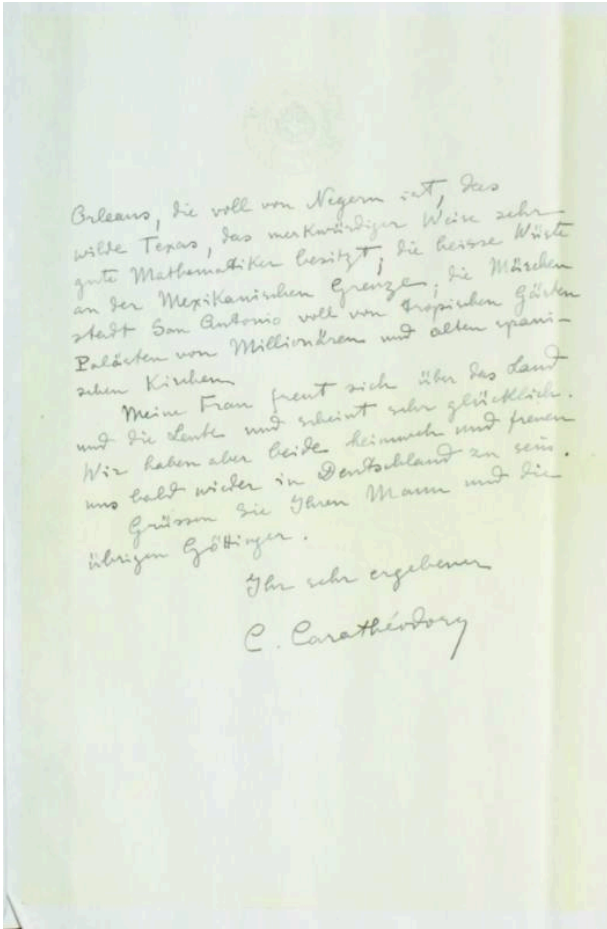 Orleans, die voll von Negern ist, das
wilde Texas, das merkwürdiger Weise sehr
gute Mathematiker besitzt; die heisse Wüste
an der Mexikanischen Grenze; die Märchen
stadt San Antonio voll von tropischen Gärten
Palästen von Millionären und alten spani-
schen Kirchen
Meine Frau freut sich über das Land
und die Leute und scheint sehr glücklich.
Wir haben aber beide heimweh und freuen
uns bald wieder in Deutschland zu sein.
Grüssen Sie Ihren Mann und die
übrigen Göttinger.
Ihr sehr ergebener
C. Carathéodory